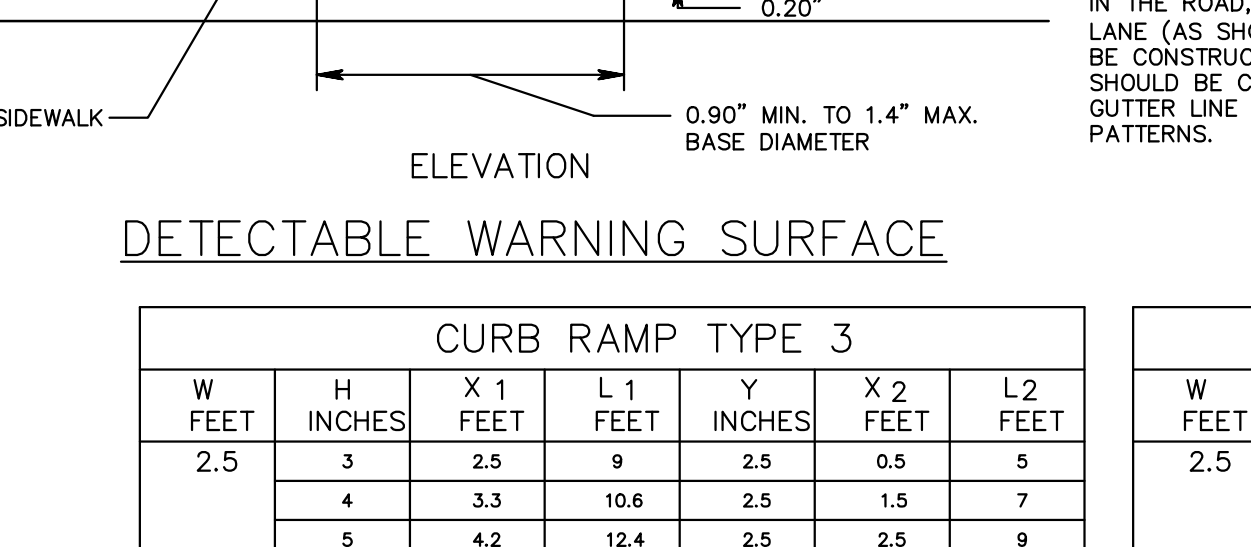 0.20"
IN THE ROAD,
LANE (AS SHO
BE CONSTRUC
SHOULD BE C
GUTTER LINE
PATTERNS.
SIDEWALK
0.90" MIN. TO 1.4" MAX.
BASE DIAMETER
ELEVATION
DETECTABLE WARNING SURFACE
CURB RAMP TYPE 3
W FEET H INCHES X 1 FEET L 1 FEET Y INCHES X 2 FEET L2 FEET
2.5 3 2.5 9 2.5 0.5 5
4 3.3 10.6 2.5 1.5 7
5 4.2 12.4 2.5 2.5 9
W FEET
2.5